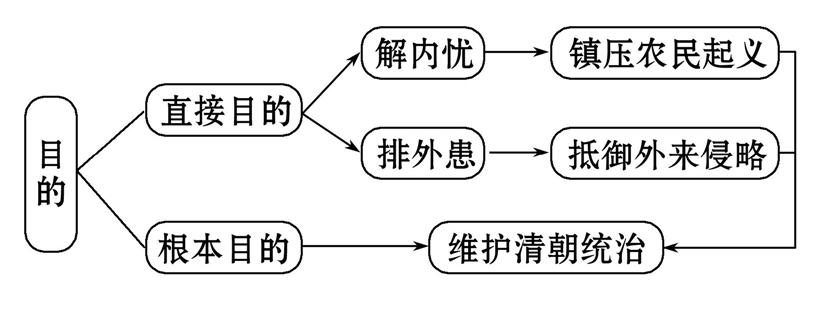 目的
直接目的
解内忧
镇压农民起义
排外患
抵御外来侵略
根本目的
维护清朝统治